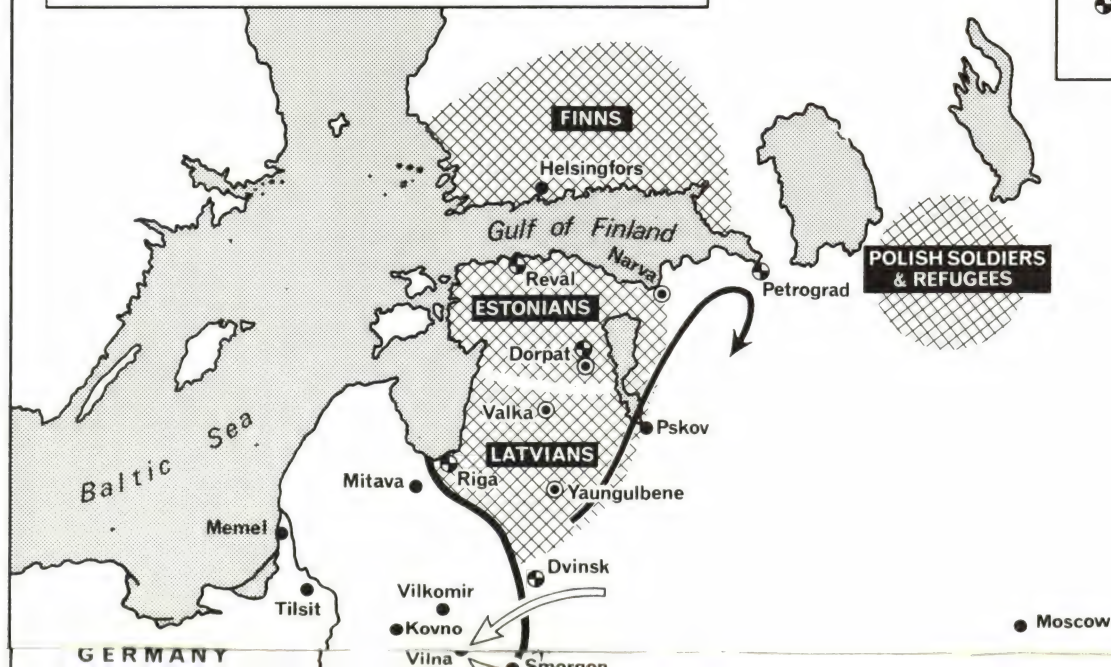 FINNS
Helsingfors
Gulf of Finland
Narva
Reval
Petrograd
POLISH SOLDIERS
& REFUGEES
ESTONIANS
Dorpat
Valka
Pskov
LATVIANS
Baltic Sea
Riga
Mitava
Yaungulbene
Memel
Dvinsk
Tilsit
Vilkomir
Kovno
Moscow
GERMANY
Vilna
Smorgon